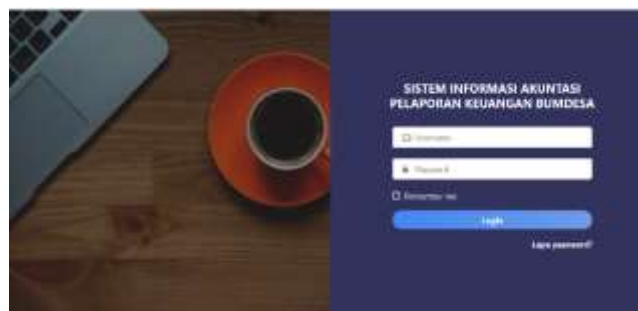 SISTEM INFORMASI AKUNTASI
PELAPORAN KEUANGAN BUMDESA
Username
Password
Remember me
Login
Lupa password?